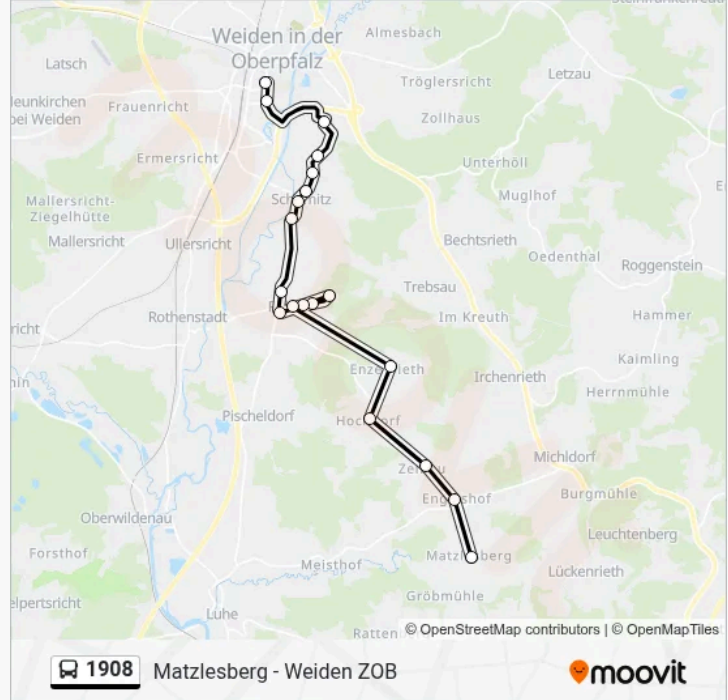 Weiden in der
Oberpfalz
Almesbach
Latsch
Letzau
Tröglersricht
Frauenricht
bei Weiden
Zollhaus
Ermersricht
Unterhöll
Muglhof
Mallersricht-
Ziegelhütte
Mallersricht
Ullersricht
Bechtsrieth
Oedenthal
Roggenstein
Trebsau
Rothenstadt
Im Kreuth
Hammer
Kaimling
Irchenrieth
Herrnmühle
Pischeldorf
Michldorf
Burgmühle
Oberwildenau
Leuchtenberg
Forsthof
Meisthof
Lückenrieth
Gröbmühle
Luhe
© OpenStreetMap contributors | © OpenMapTiles
1908 Matzlesberg - Weiden ZOB
moovit